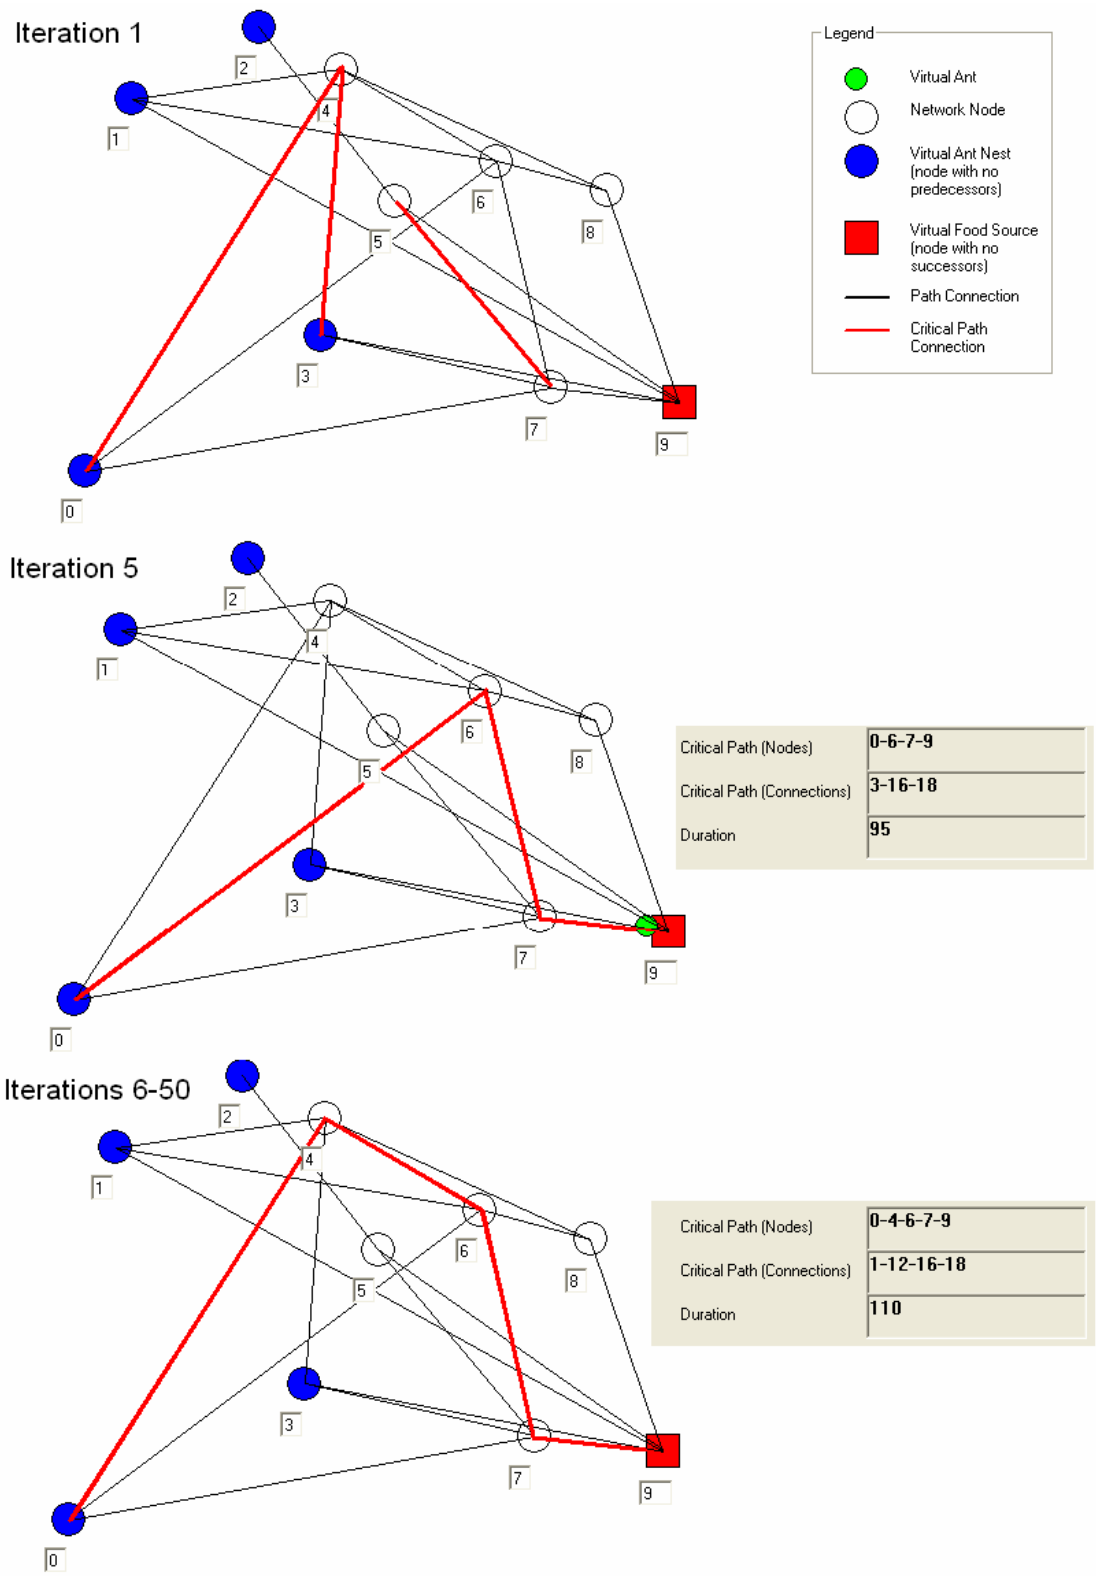 Iteration 1
2
4
1
6
8
5
3
7
9
0
Legend
Virtual Ant
Network Node
Virtual Ant Nest
(node with no
predecessors)
Virtual Food Source
(node with no
successors)
Path Connection
Critical Path
Connection
Iteration 5
2
4
1
6
8
5
3
7
9
0
Critical Path (Nodes)
0-6-7-9
Critical Path (Connections)
3-16-18
Duration
95
Iterations 6-50
2
4
1
6
8
5
3
7
9
0
Critical Path (Nodes)
0-4-6-7-9
Critical Path (Connections)
1-12-16-18
Duration
110